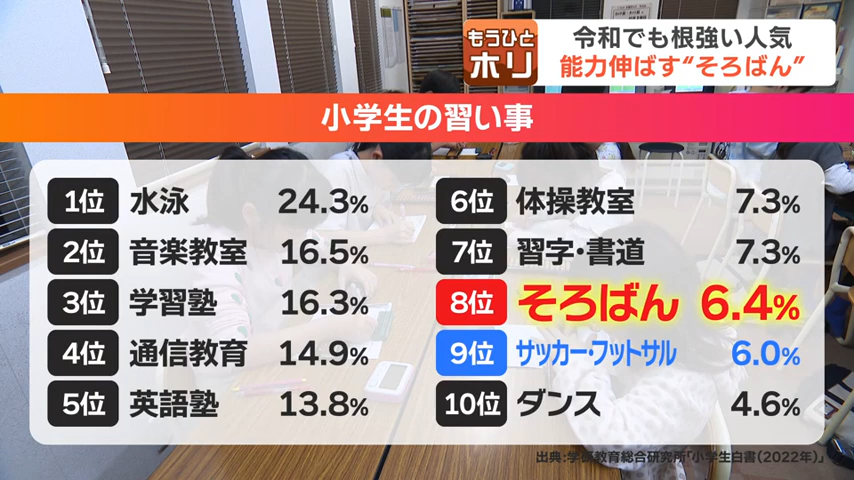 もうひと
ホリ
令和でも根強い人気
能力伸ばす“そろばん”
小学生の習い事
1位 水泳 24.3%
2位 音楽教室 16.5%
3位 学習塾 16.3%
4位 通信教育 14.9%
5位 英語塾 13.8%
6位 体操教室 7.3%
7位 習字・書道 7.3%
8位 そろばん 6.4%
9位 サッカー・フットサル 6.0%
10位 ダンス 4.6%
出典:学研教育総合研究所「小学生白書(2022年)」